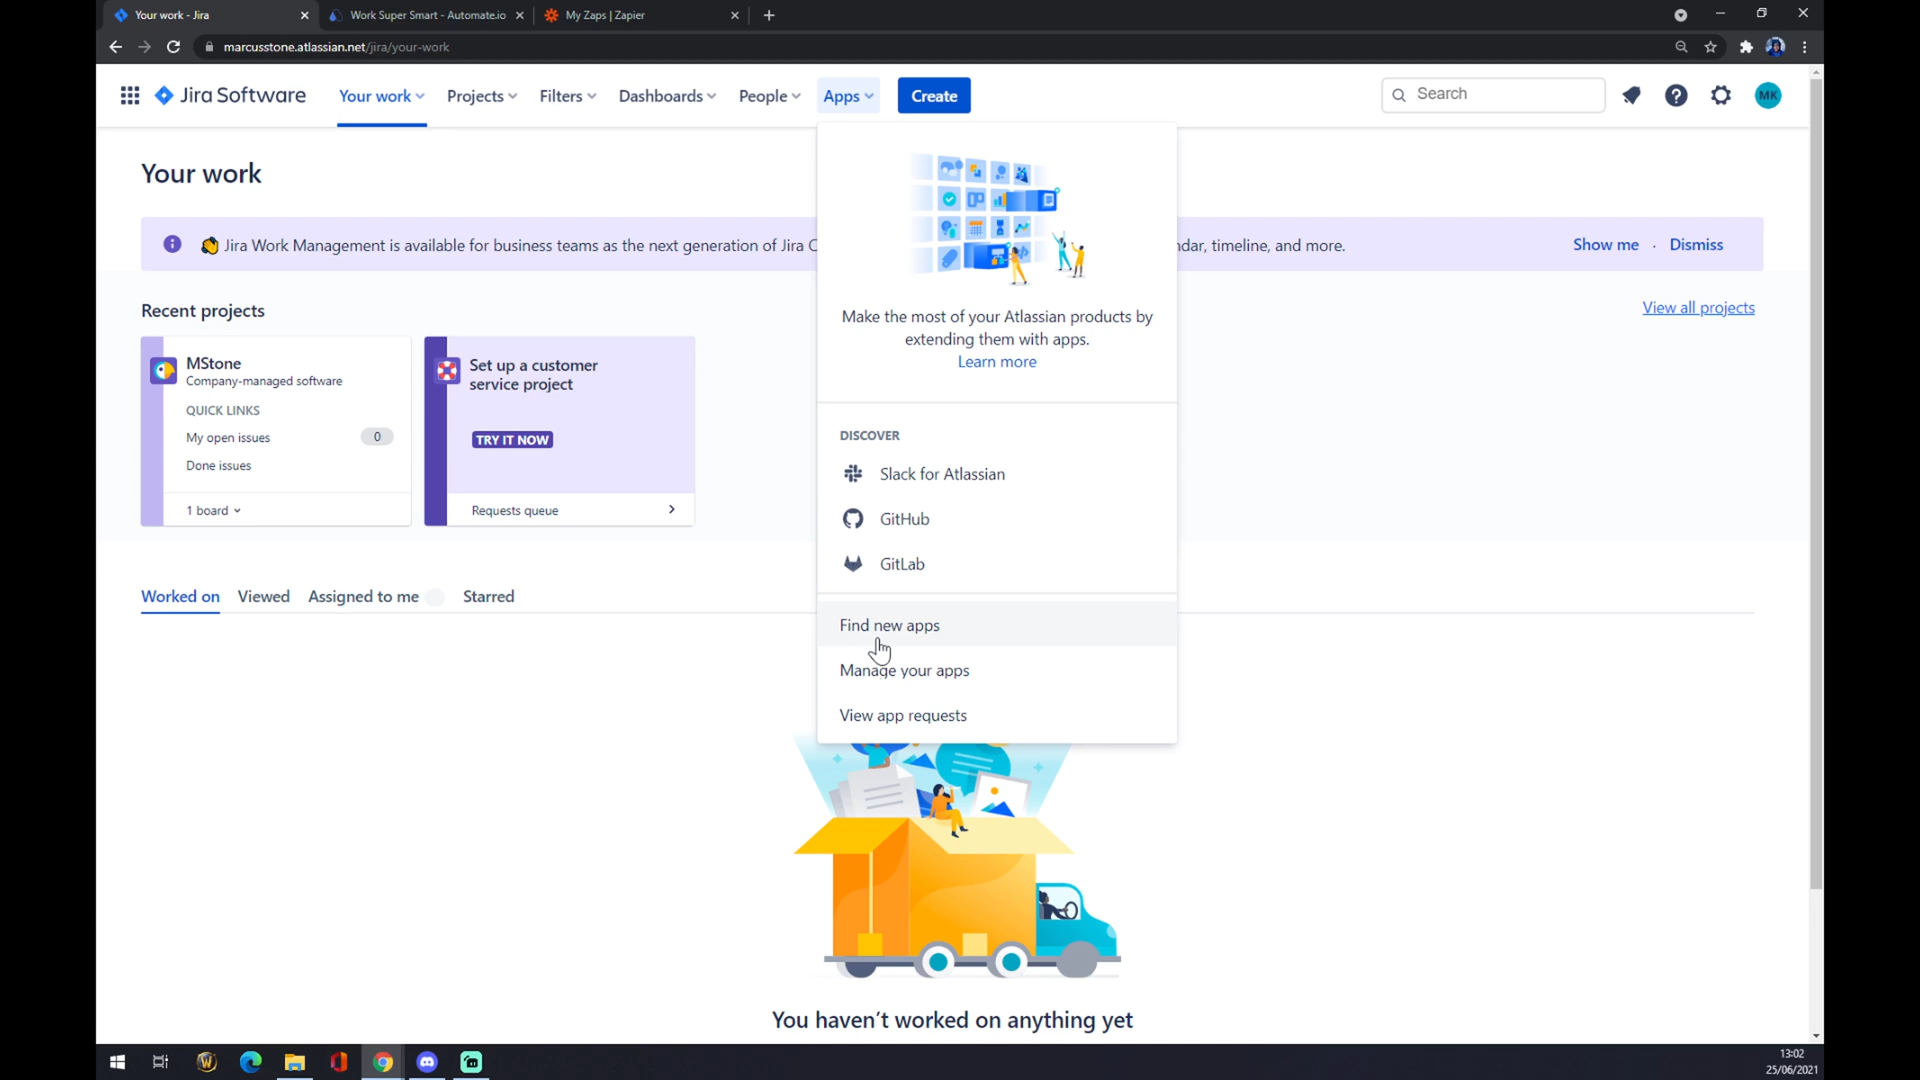 Your work - Jira
Work Super Smart - Automate.io
My Zaps | Zapier
marcusstone.atlassian.net/jira/your-work
Jira Software
Your work
Projects
Filters
Dashboards
People
Apps
Create
Search
MK
Your work
Jira Work Management is available for business teams as the next generation of Jira C
ndar, timeline, and more.
Show me · Dismiss
Recent projects
View all projects
MStone
Company-managed software
QUICK LINKS
My open issues 0
Done issues
1 board
Set up a customer
service project
TRY IT NOW
Requests queue
Make the most of your Atlassian products by
extending them with apps.
Learn more
DISCOVER
Slack for Atlassian
GitHub
GitLab
Find new apps
Manage your apps
View app requests
Worked on
Viewed
Assigned to me
Starred
You haven't worked on anything yet
13:02
25/06/2021